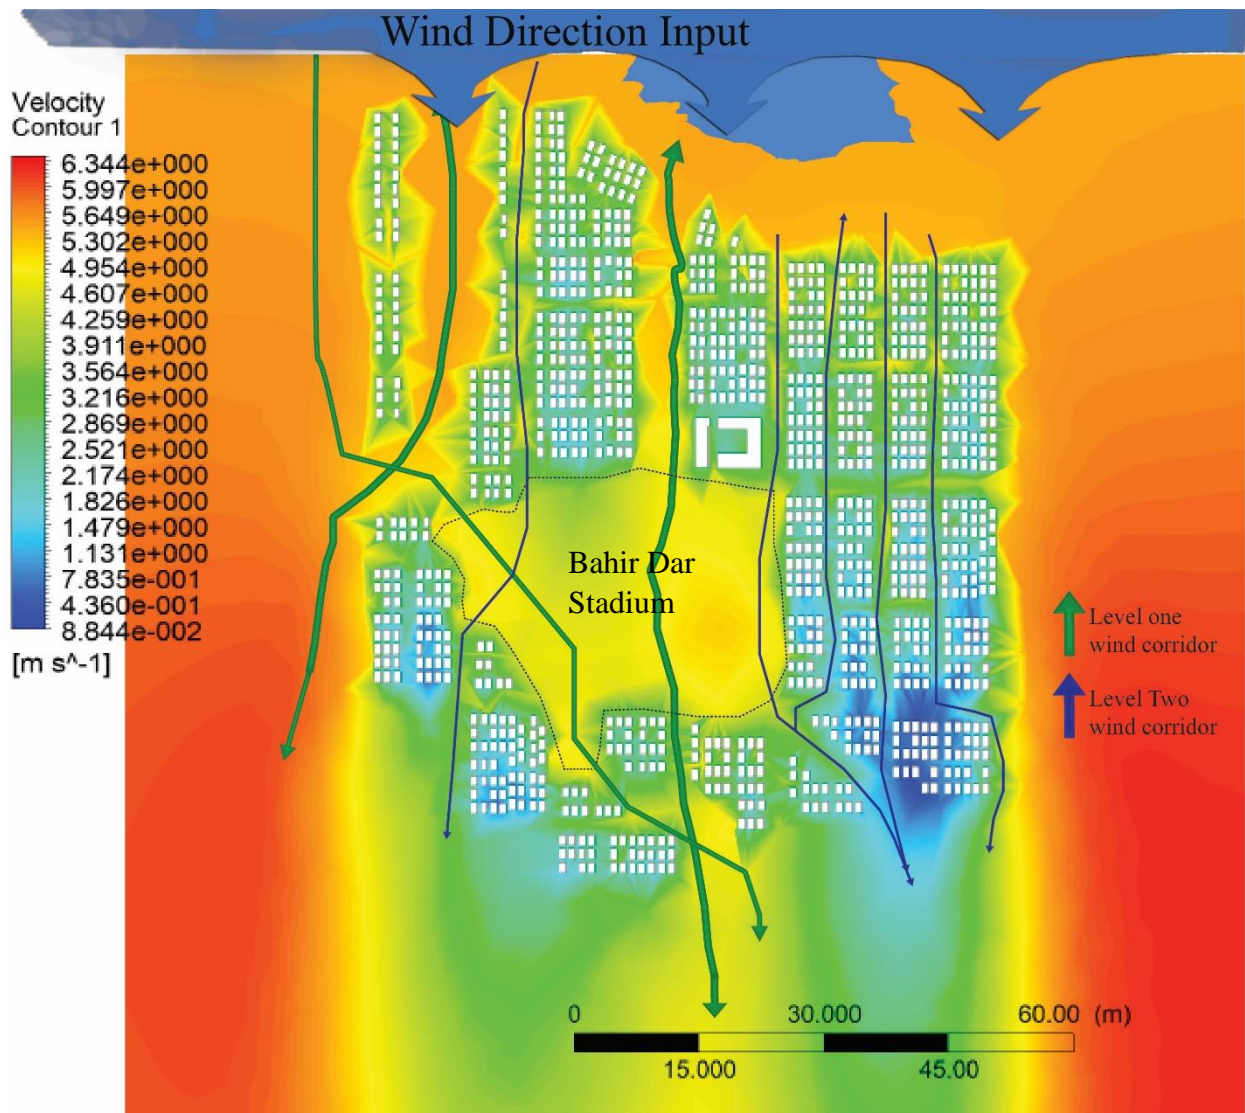 Wind Direction Input
Velocity
Contour 1
6.344e+000
5.997e+000
5.649e+000
5.302e+000
4.954e+000
4.607e+000
4.259e+000
3.911e+000
3.564e+000
3.216e+000
2.869e+000
2.521e+000
2.174e+000
1.826e+000
1.479e+000
1.131e+000
7.835e-001
4.360e-001
8.844e-002
[m s^-1]
Bahir Dar
Stadium
Level one
wind corridor
Level Two
wind corridor
0 30.000 60.00 (m)
15.000 45.00